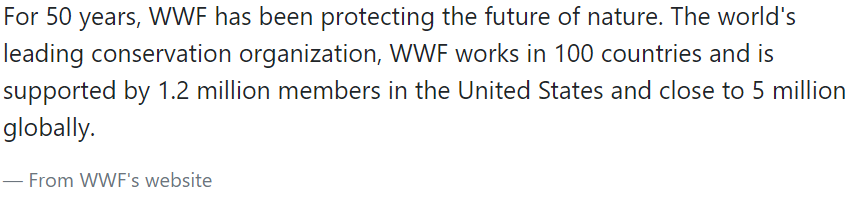 For 50 years, WWF has been protecting the future of nature. The world's
leading conservation organization, WWF works in 100 countries and is
supported by 1.2 million members in the United States and close to 5 million
globally.
— From WWF's website